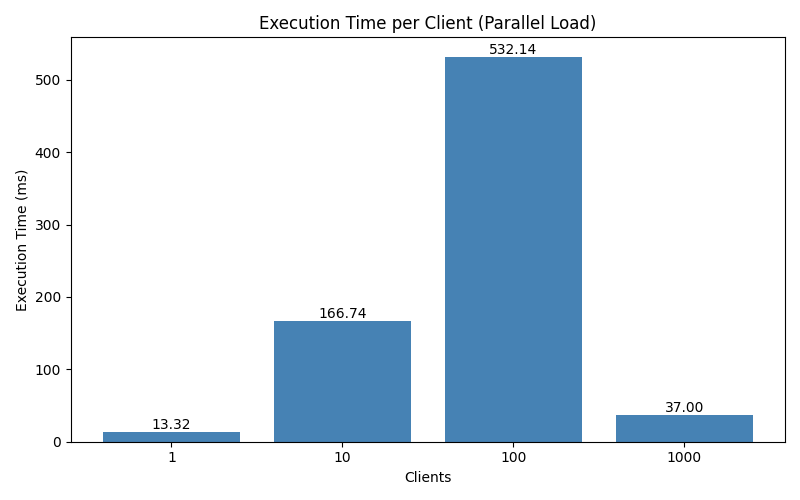 Execution Time per Client (Parallel Load)
532.14
500
400
300
Execution Time (ms)
200
166.74
100
37.00
13.32
0
1 10 100 1000
Clients